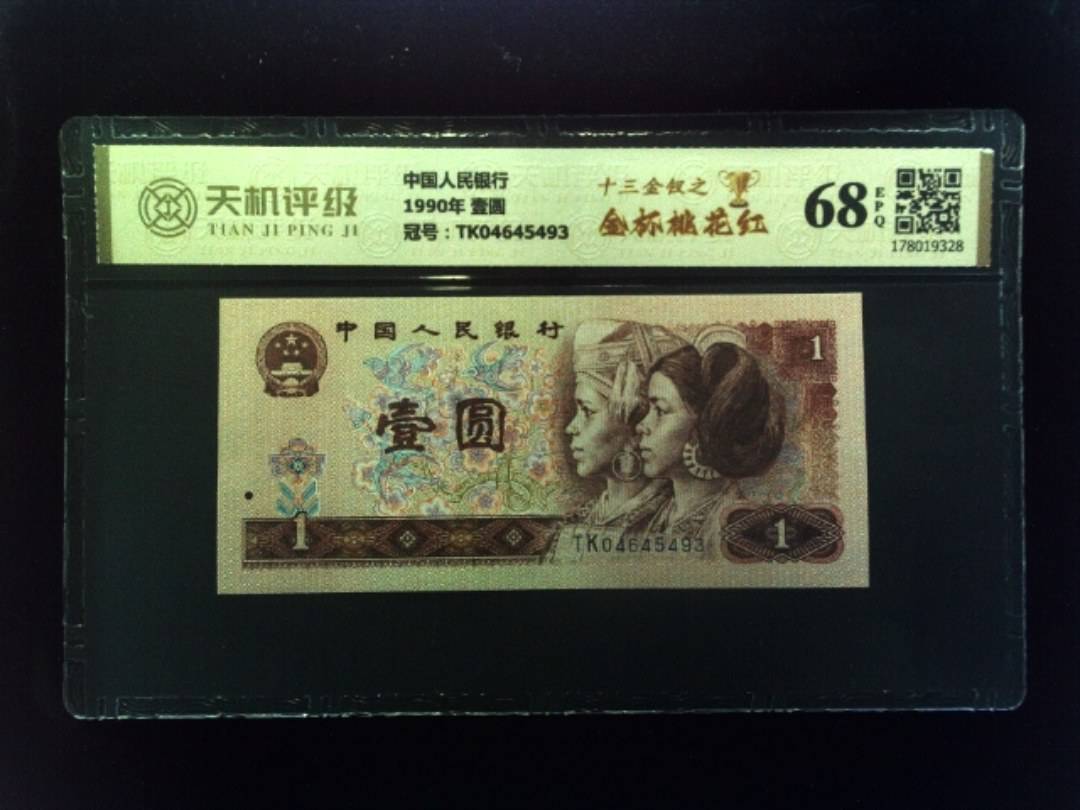 天机评级
TIAN JI PING JI
中国人民银行
1990年 壹圆
冠号：TK04645493
十三金钗之
金杯桃花红
68
EPQ
178019328
中国人民银行
壹圆
1
1
TK04645493
1